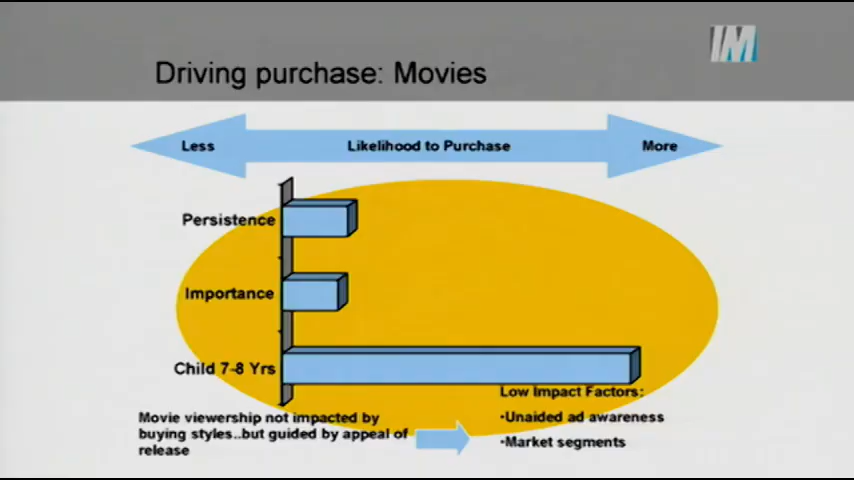 IM
Driving purchase: Movies
Less
Likelihood to Purchase
More
Persistence
Importance
Child 7-8 Yrs
Movie viewership not impacted by
buying styles..but guided by appeal of
release
Low Impact Factors:
•Unaided ad awareness
•Market segments